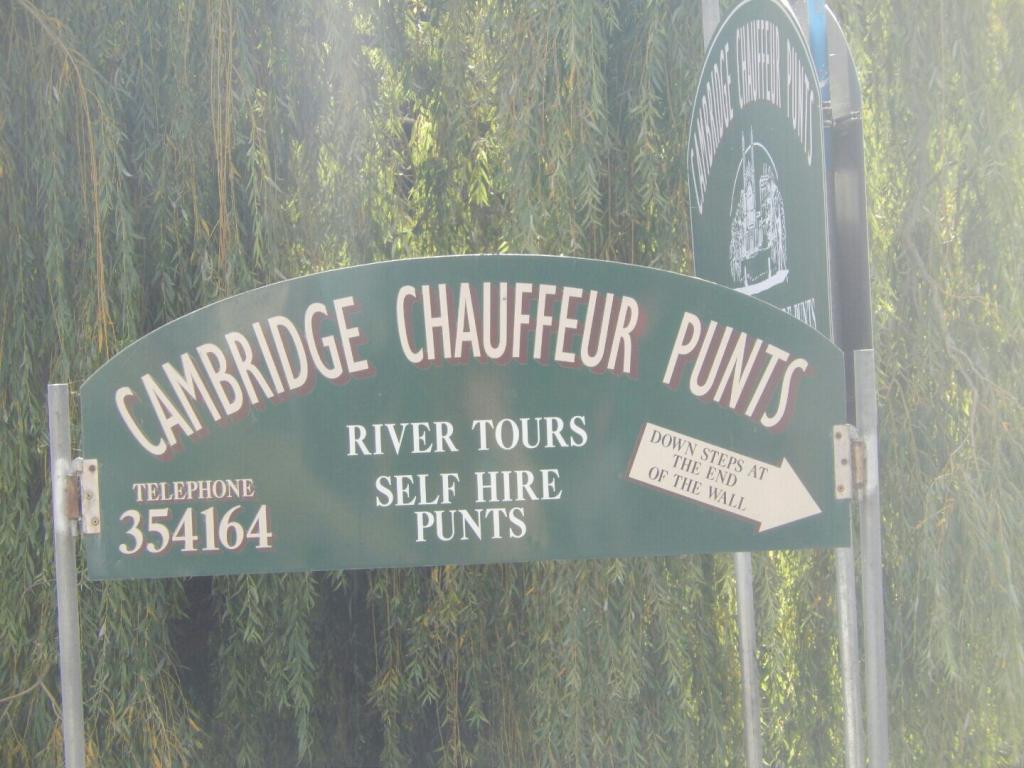 CAMBRIDGE CHAUFFEUR PUNTS
CAMBRIDGE CHAUFFEUR PUNTS
RIVER TOURS
SELF HIRE
PUNTS
TELEPHONE
354164
DOWN STEPS AT
THE END
OF THE WALL